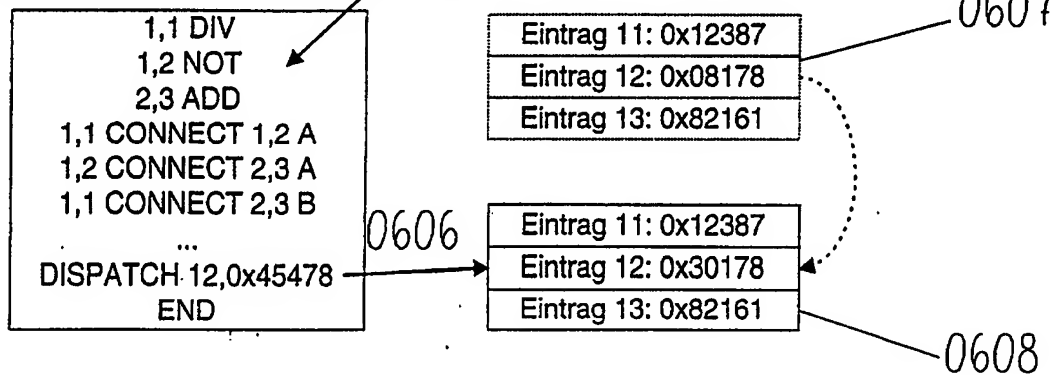 1,1 DIV
1,2 NOT
2,3 ADD
1,1 CONNECT 1,2 A
1,2 CONNECT 2,3 A
1,1 CONNECT 2,3 B
...
DISPATCH 12,0x45478
END
Eintrag 11: 0x12387
Eintrag 12: 0x08178
Eintrag 13: 0x82161
0607
0606
Eintrag 11: 0x12387
Eintrag 12: 0x30178
Eintrag 13: 0x82161
0608